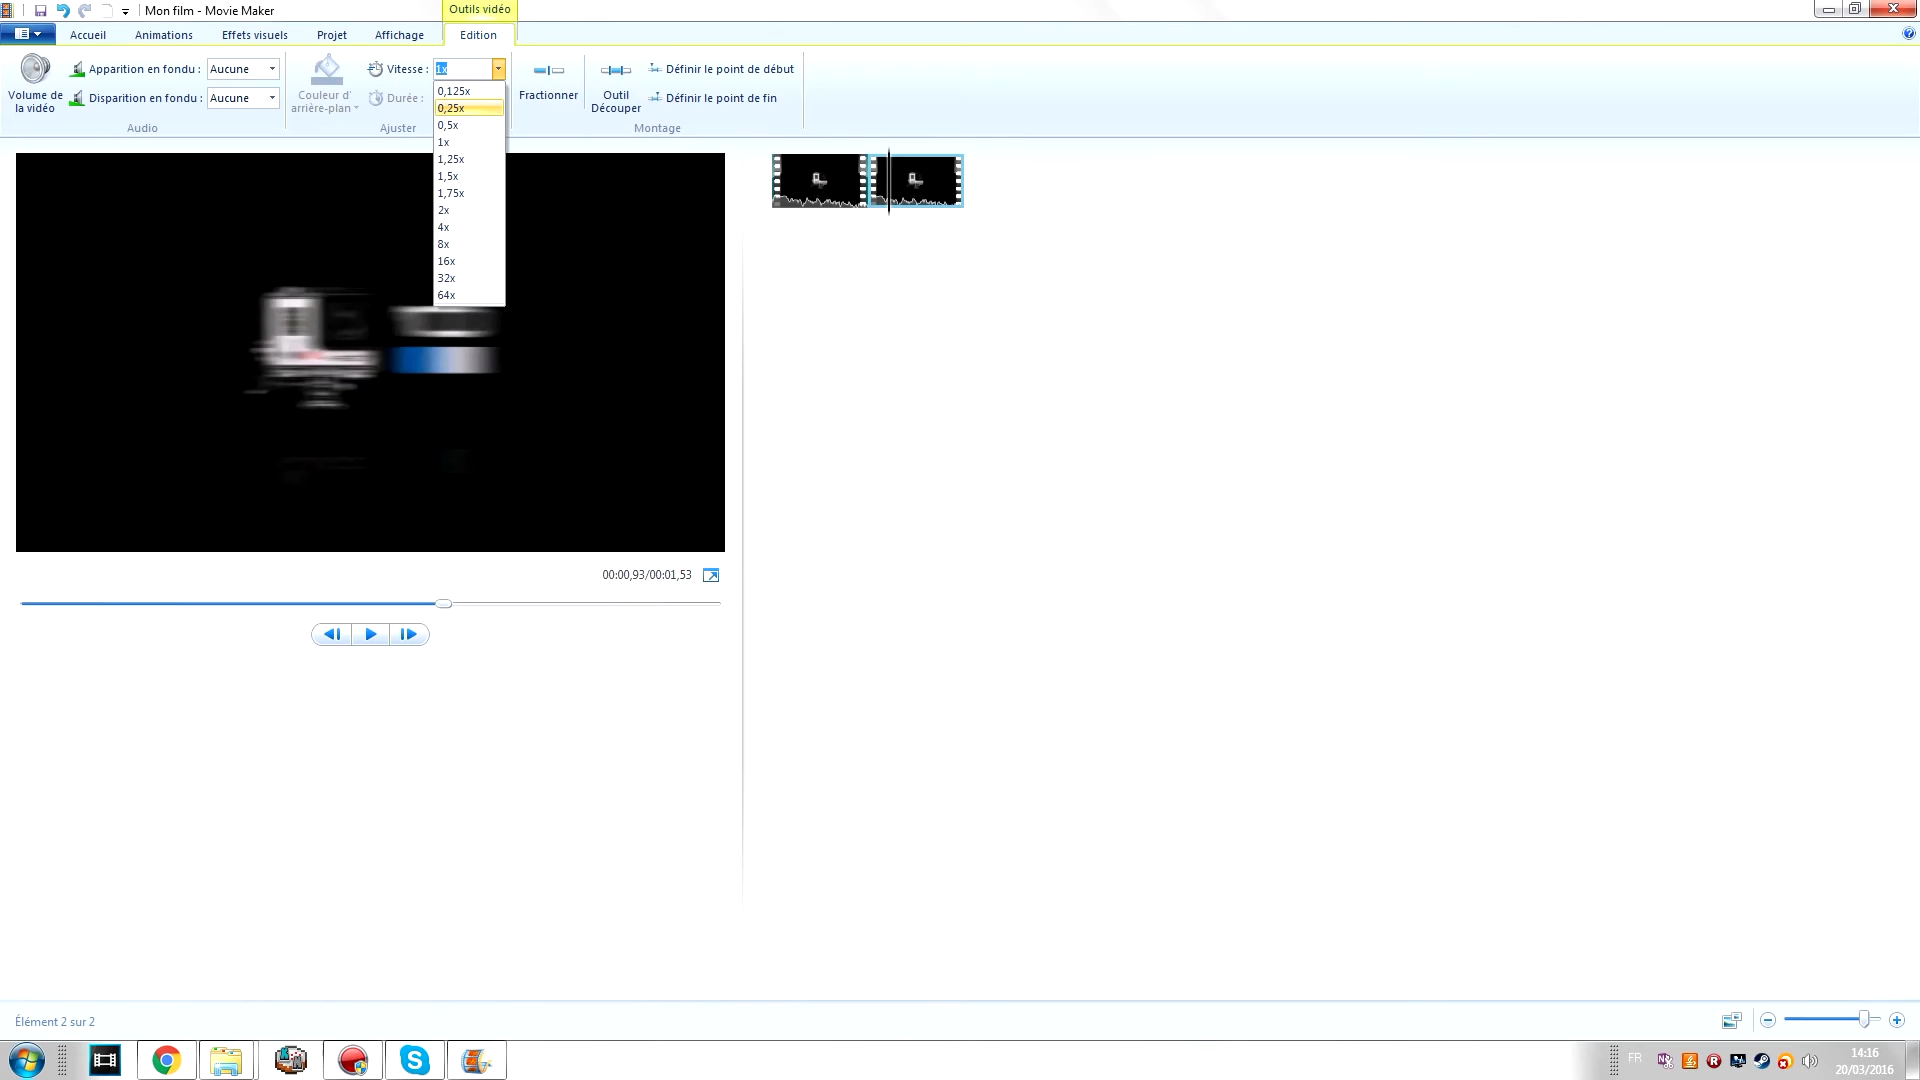 Mon film - Movie Maker
Outils vidéo
Accueil
Animations
Effets visuels
Projet
Affichage
Edition
Volume de la vidéo
Apparition en fondu :
Aucune
Disparition en fondu :
Aucune
Audio
Couleur d'
arrière-plan
Vitesse :
1x
Durée :
Ajuster
0,125x
0,25x
0,5x
1x
1,25x
1,5x
1,75x
2x
4x
8x
16x
32x
64x
Fractionner
Outil
Découper
Définir le point de début
Définir le point de fin
Montage
00:00,93/00:01,53
Élément 2 sur 2
FR
14:16
20/03/2016